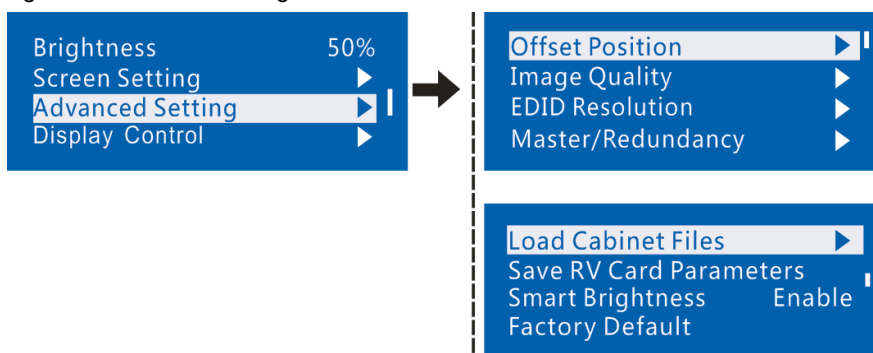 Brightness 50%
Screen Setting
Advanced Setting
Display Control
Offset Position
Image Quality
EDID Resolution
Master/Redundancy
Load Cabinet Files
Save RV Card Parameters
Smart Brightness Enable
Factory Default